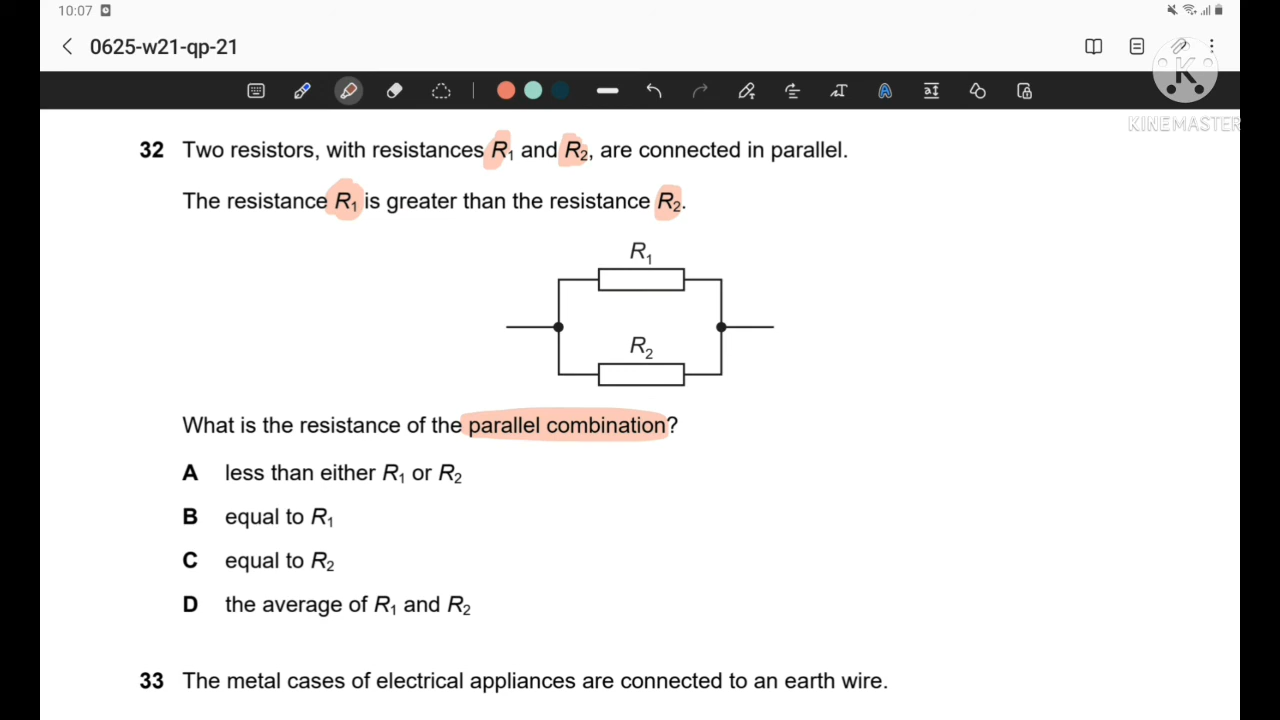 10:07
0625-w21-qp-21
K
KINEMASTER
32 Two resistors, with resistances R₁ and R₂, are connected in parallel.
The resistance R₁ is greater than the resistance R₂.
R₁
R₂
What is the resistance of the parallel combination?
A less than either R₁ or R₂
B equal to R₁
C equal to R₂
D the average of R₁ and R₂
33 The metal cases of electrical appliances are connected to an earth wire.